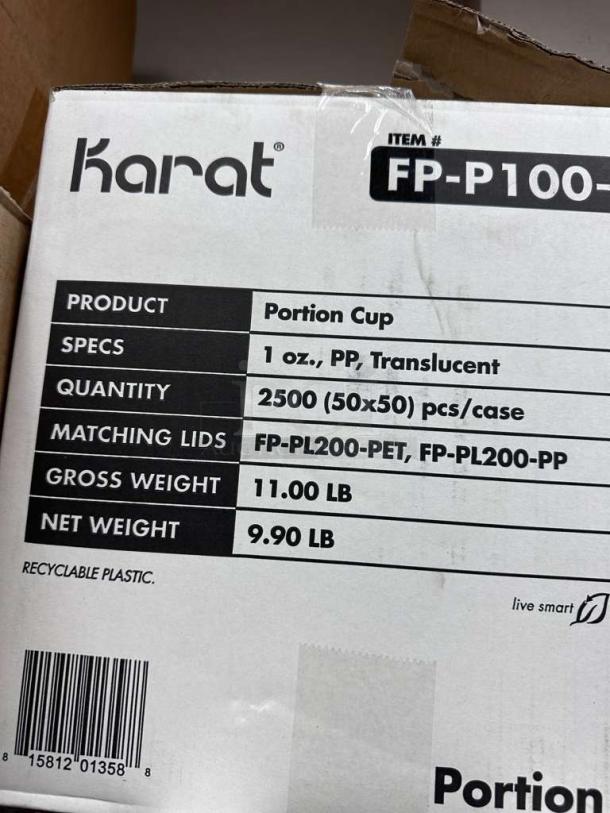 Karat®
ITEM #
FP-P100-
PRODUCT Portion Cup
SPECS 1 oz., PP, Translucent
QUANTITY 2500 (50x50) pcs/case
MATCHING LIDS FP-PL200-PET, FP-PL200-PP
GROSS WEIGHT 11.00 LB
NET WEIGHT 9.90 LB
RECYCLABLE PLASTIC.
live smart
8 15812 01358 8
Portion